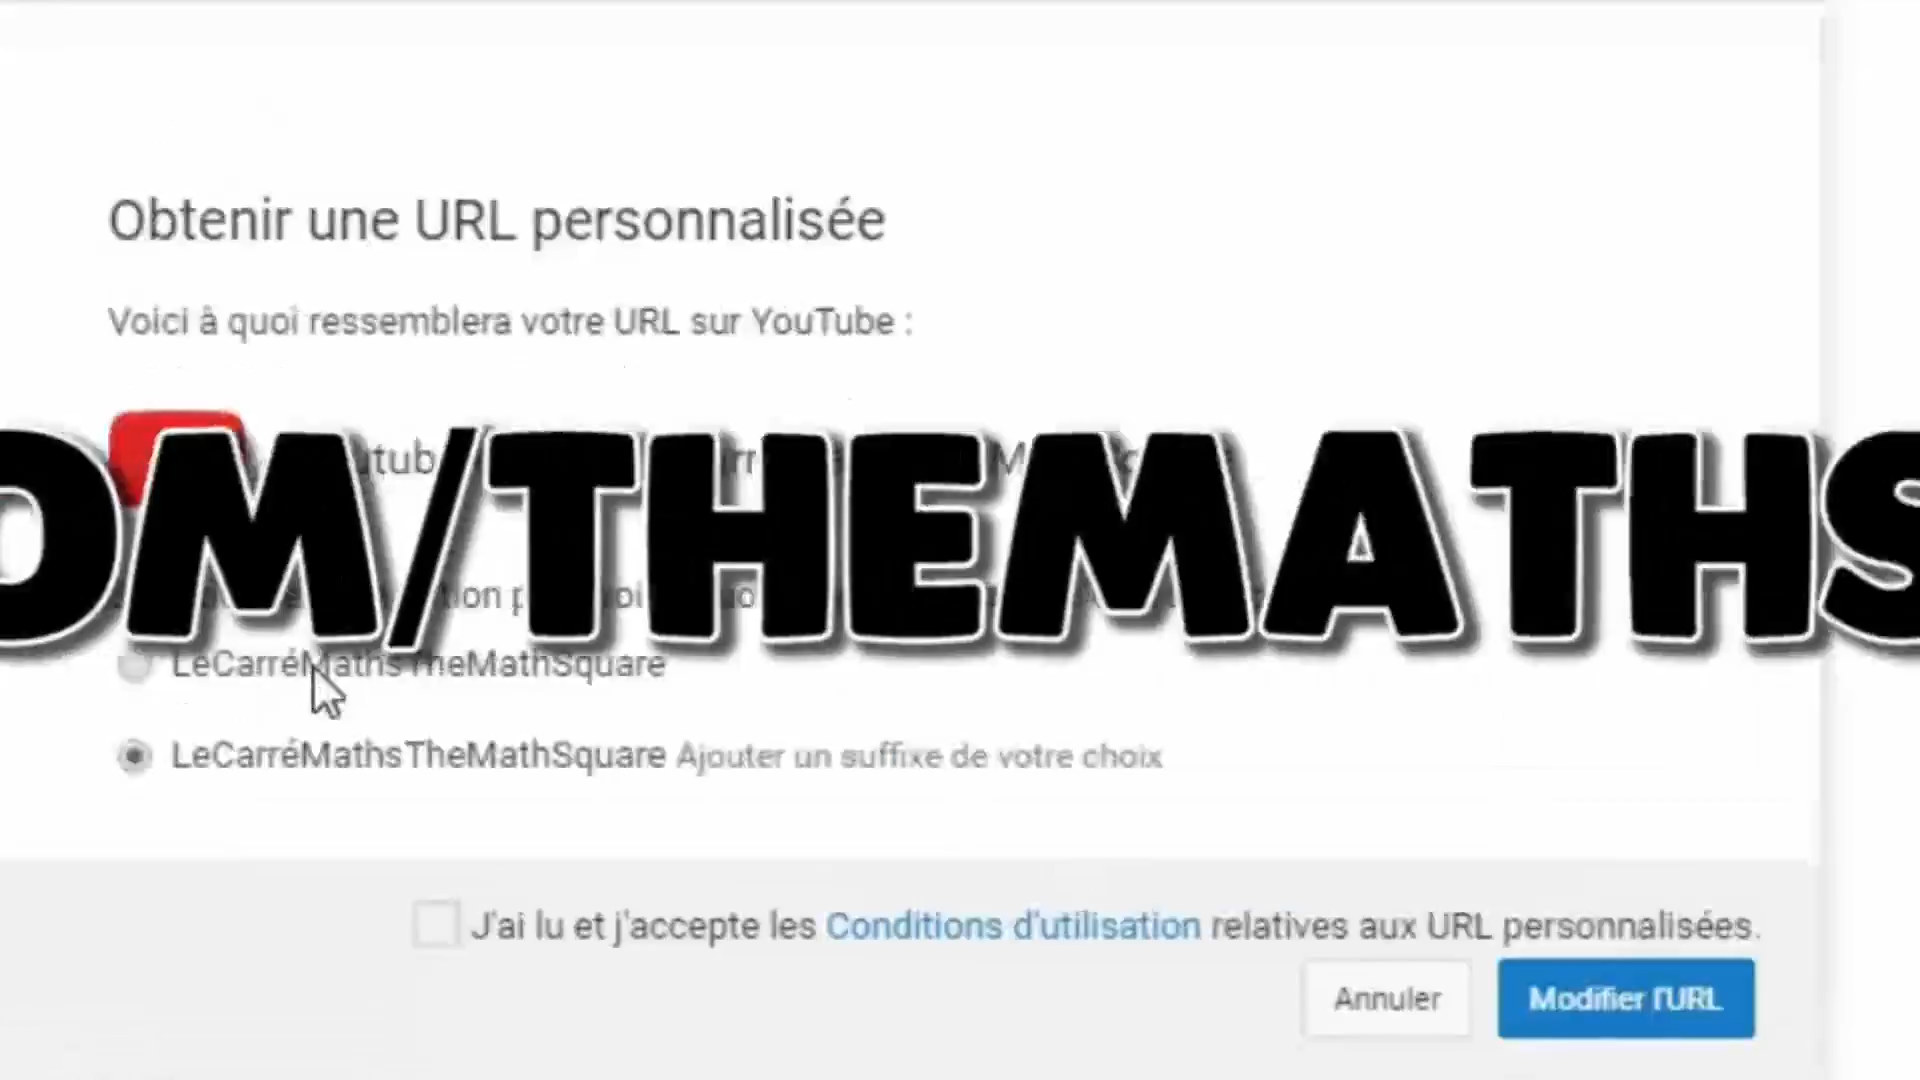 Obtenir une URL personnalisée
Voici à quoi ressemblera votre URL sur YouTube :
OM/THEMATHS
LeCarréMathsTheMathSquare
LeCarréMathsTheMathSquare Ajouter un suffixe de votre choix
J'ai lu et j'accepte les Conditions d'utilisation relatives aux URL personnalisées.
Annuler
Modifier l'URL